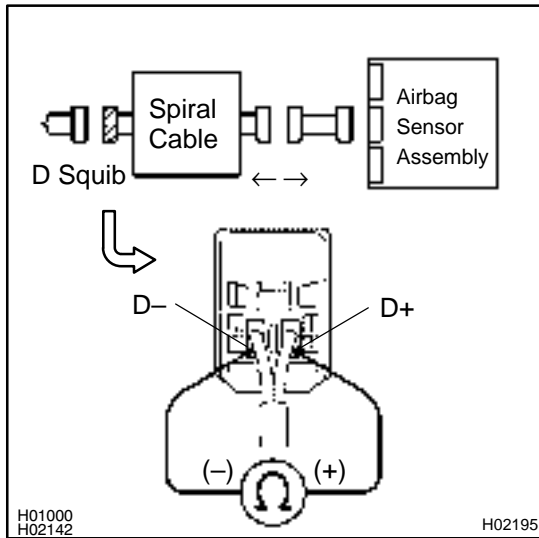 Spiral
Cable
Airbag
Sensor
Assembly
D Squib
D–
D+
(–)
(+)
Ω
H01000
H02142
H02195